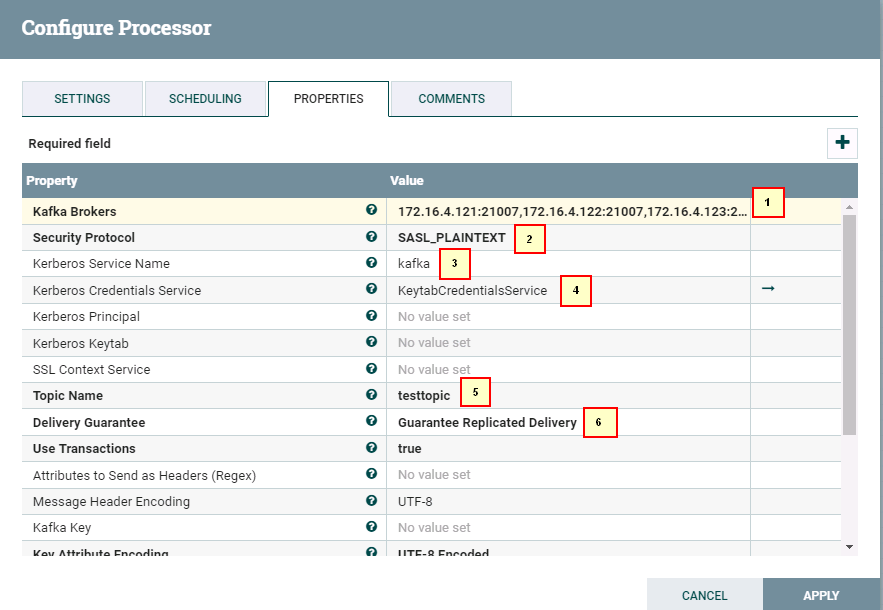 Configure Processor
SETTINGS SCHEDULING PROPERTIES COMMENTS
Required field
Property Value
Kafka Brokers 172.16.4.121:21007,172.16.4.122:21007,172.16.4.123:2... 1
Security Protocol SASL_PLAINTEXT 2
Kerberos Service Name kafka 3
Kerberos Credentials Service KeytabCredentialsService 4
Kerberos Principal No value set
Kerberos Keytab No value set
SSL Context Service No value set
Topic Name testtopic 5
Delivery Guarantee Guarantee Replicated Delivery 6
Use Transactions true
Attributes to Send as Headers (Regex) No value set
Message Header Encoding UTF-8
Kafka Key No value set
Key Attribute Encoding UTF-8 Encoded
CANCEL APPLY